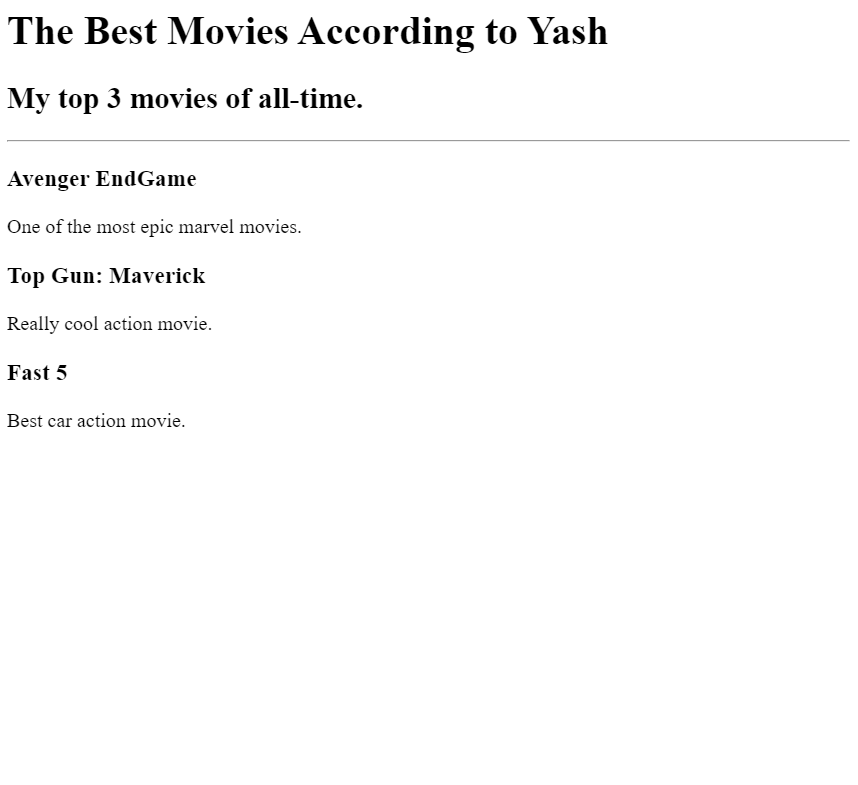 The Best Movies According to Yash
My top 3 movies of all-time.
Avenger EndGame
One of the most epic marvel movies.
Top Gun: Maverick
Really cool action movie.
Fast 5
Best car action movie.